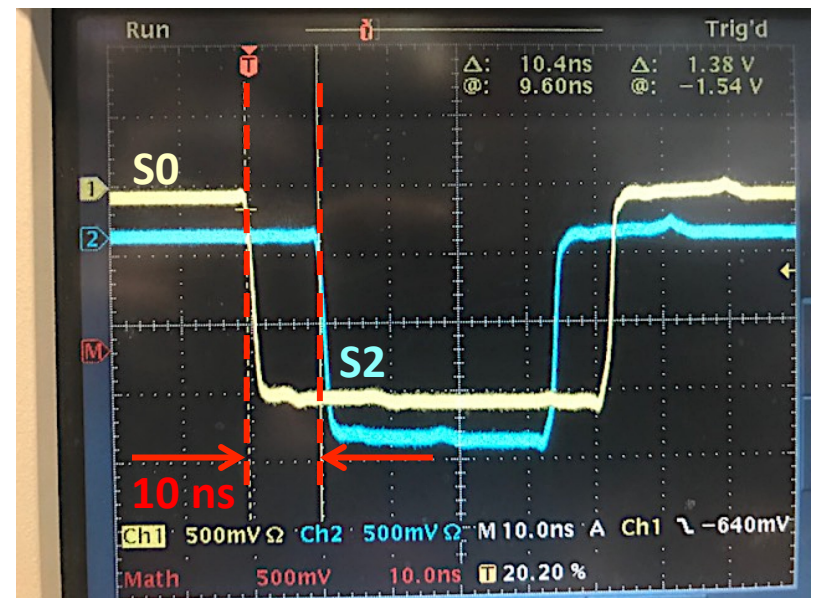 Run Trig'd
T
Δ: 10.4ns Δ: 1.38 V
@: 9.60ns @: −1.54 V
S0
1
2
M
S2
10 ns
Ch1 500mV Ω Ch2 500mV Ω M 10.0ns A Ch1 −640mV
Math 500mV 10.0ns T 20.20 %